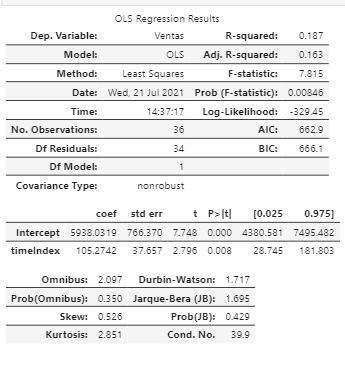 OLS Regression Results
Dep. Variable: Ventas R-squared: 0.187
Model: OLS Adj. R-squared: 0.163
Method: Least Squares F-statistic: 7.815
Date: Wed, 21 Jul 2021 Prob (F-statistic): 0.00846
Time: 14:37:17 Log-Likelihood: -329.45
No. Observations: 36 AIC: 662.9
Df Residuals: 34 BIC: 666.1
Df Model: 1
Covariance Type: nonrobust
coef std err t P>|t| [0.025 0.975]
Intercept 5938.0319 766.370 7.748 0.000 4380.581 7495.482
timeIndex 105.2742 37.657 2.796 0.008 28.745 181.803
Omnibus: 2.097 Durbin-Watson: 1.717
Prob(Omnibus): 0.350 Jarque-Bera (JB): 1.695
Skew: 0.526 Prob(JB): 0.429
Kurtosis: 2.851 Cond. No. 39.9